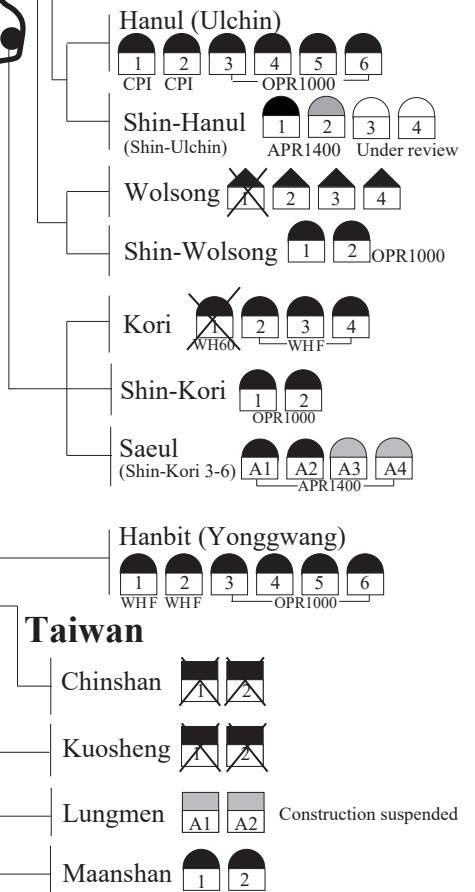 Hanul (Ulchin)
1 2 3 4 5 6
CPI CPI OPR1000
Shin-Hanul 1 2 3 4
(Shin-Ulchin) APR1400 Under review
Wolsong 1 2 3 4
Shin-Wolsong 1 2 OPR1000
Kori 1 2 3 4
WH60 WHF
Shin-Kori 1 2
OPR1000
Saeul
(Shin-Kori 3-6) A1 A2 A3 A4
APR1400
Hanbit (Yonggwang)
1 2 3 4 5 6
WHF WHF OPR1000
Taiwan
Chinshan 1 2
Kuosheng 1 2
Lungmen A1 A2 Construction suspended
Maanshan 1 2